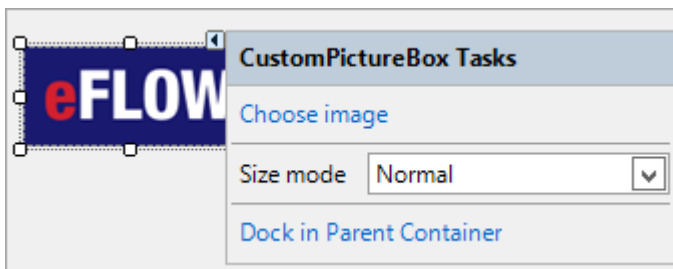 eFLOW
CustomPictureBox Tasks
Choose image
Size mode Normal
Dock in Parent Container